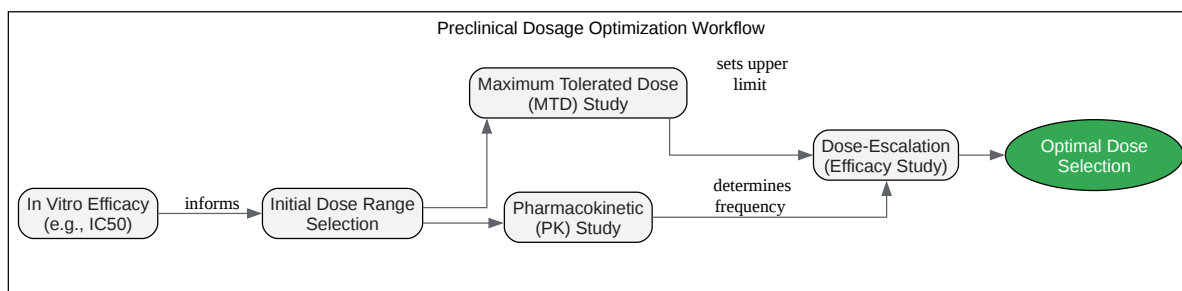 Preclinical Dosage Optimization Workflow
In Vitro Efficacy
(e.g., IC50)
informs
Initial Dose Range
Selection
Maximum Tolerated Dose
(MTD) Study
sets upper
limit
Pharmacokinetic
(PK) Study
determines
frequency
Dose-Escalation
(Efficacy Study)
Optimal Dose
Selection